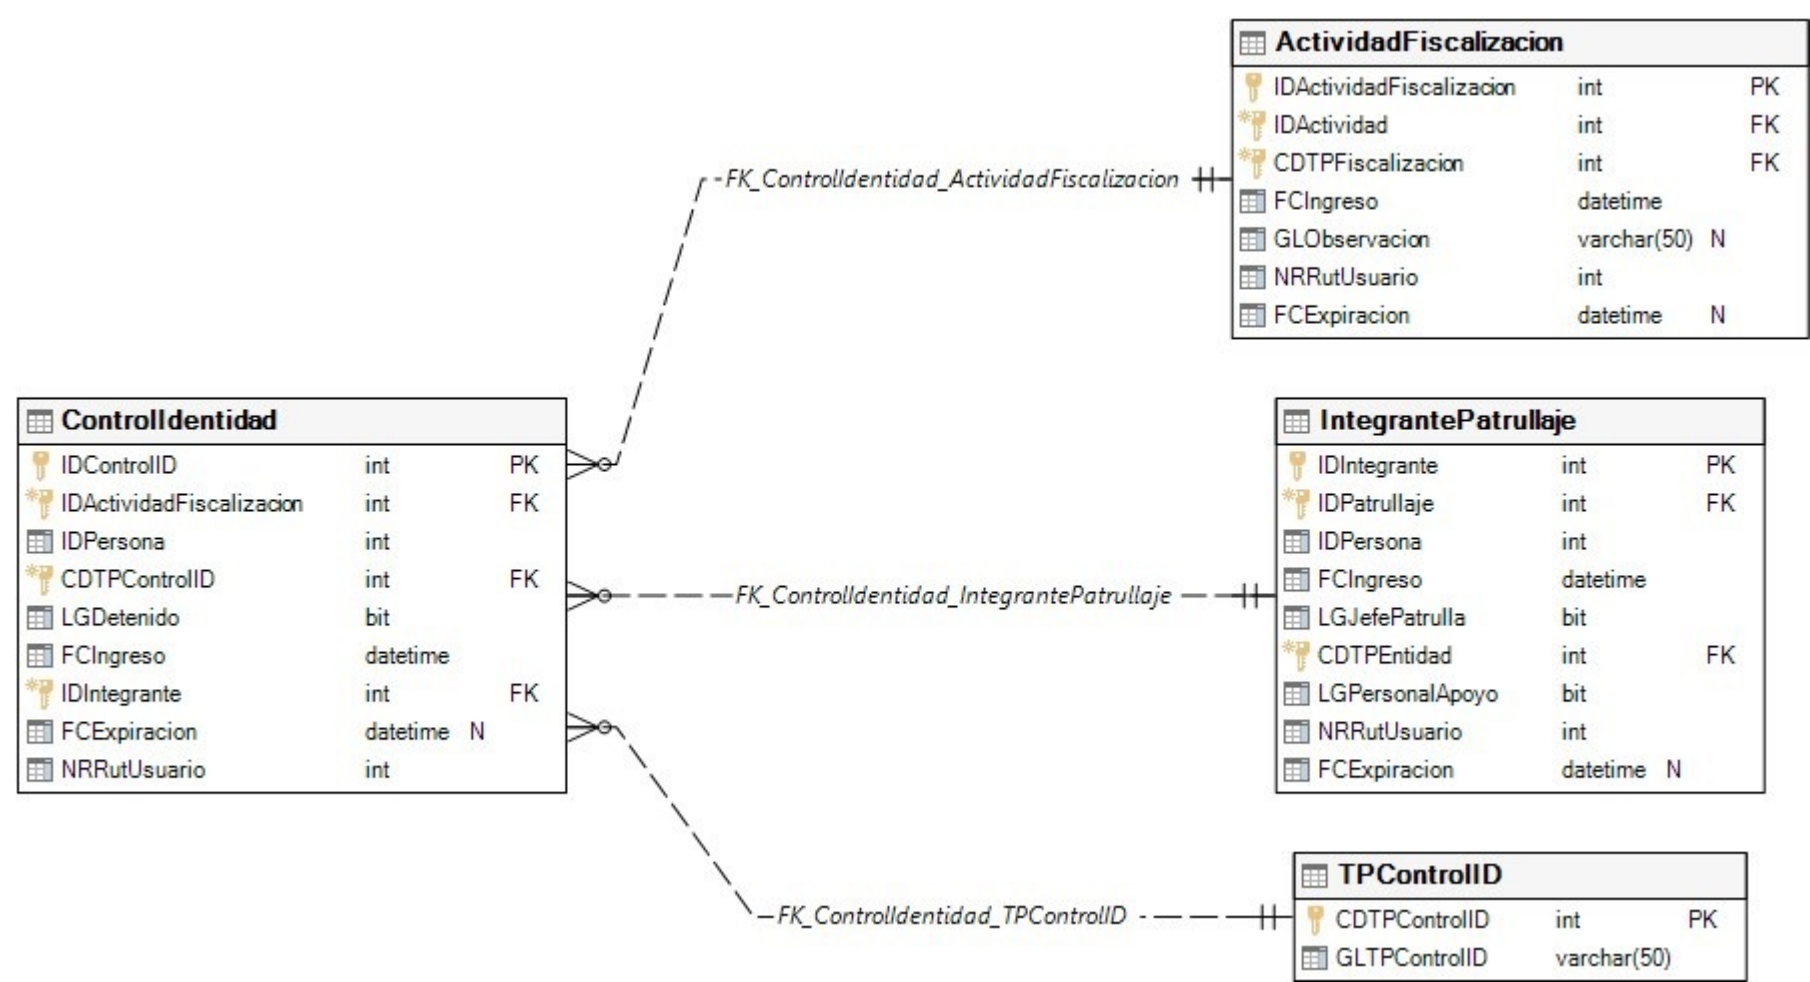 ActividadFiscalizacion
IDActividadFiscalizacion int PK
IDActividad int FK
CDTPFiscalizacion int FK
FCIngreso datetime
GLObservacion varchar(50) N
NRRutUsuario int
FCExpiracion datetime N
FK_ControlIdentidad_ActividadFiscalizacion
ControlIdentidad
IDControlID int PK
IDActividadFiscalizacion int FK
IDPersona int
CDTPControlID int FK
LGDetenido bit
FCIngreso datetime
IDIntegrante int FK
FCExpiracion datetime N
NRRutUsuario int
FK_ControlIdentidad_IntegrantePatrullaje
IntegrantePatrullaje
IDIntegrante int PK
IDPatrullaje int FK
IDPersona int
FCIngreso datetime
LGJefePatrulla bit
CDTPEntidad int FK
LGPersonalApoyo bit
NRRutUsuario int
FCExpiracion datetime N
FK_ControlIdentidad_TPControlID
TPControlID
CDTPControlID int PK
GLTPControlID varchar(50)